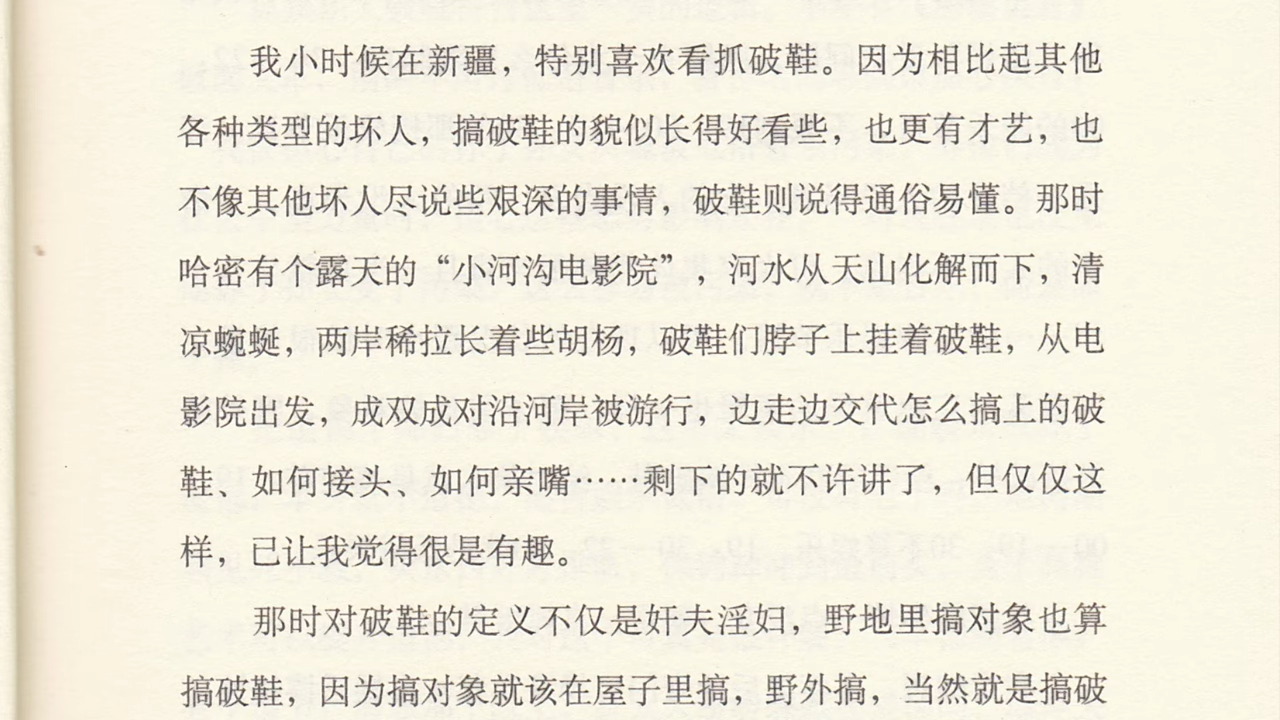 我小时候在新疆，特别喜欢看抓破鞋。因为相比起其他
各种类型的坏人，搞破鞋的貌似长得好看些，也更有才艺，也
不像其他坏人尽说些艰深的事情，破鞋则说得通俗易懂。那时
哈密有个露天的“小河沟电影院”，河水从天山化解而下，清
凉蜿蜒，两岸稀拉长着些胡杨，破鞋们脖子上挂着破鞋，从电
影院出发，成双成对沿河岸被游行，边走边交代怎么搞上的破
鞋、如何接头、如何亲嘴……剩下的就不许讲了，但仅仅这
样，已让我觉得很是有趣。
那时对破鞋的定义不仅是奸夫淫妇，野地里搞对象也算
搞破鞋，因为搞对象就该在屋子里搞，野外搞，当然就是搞破